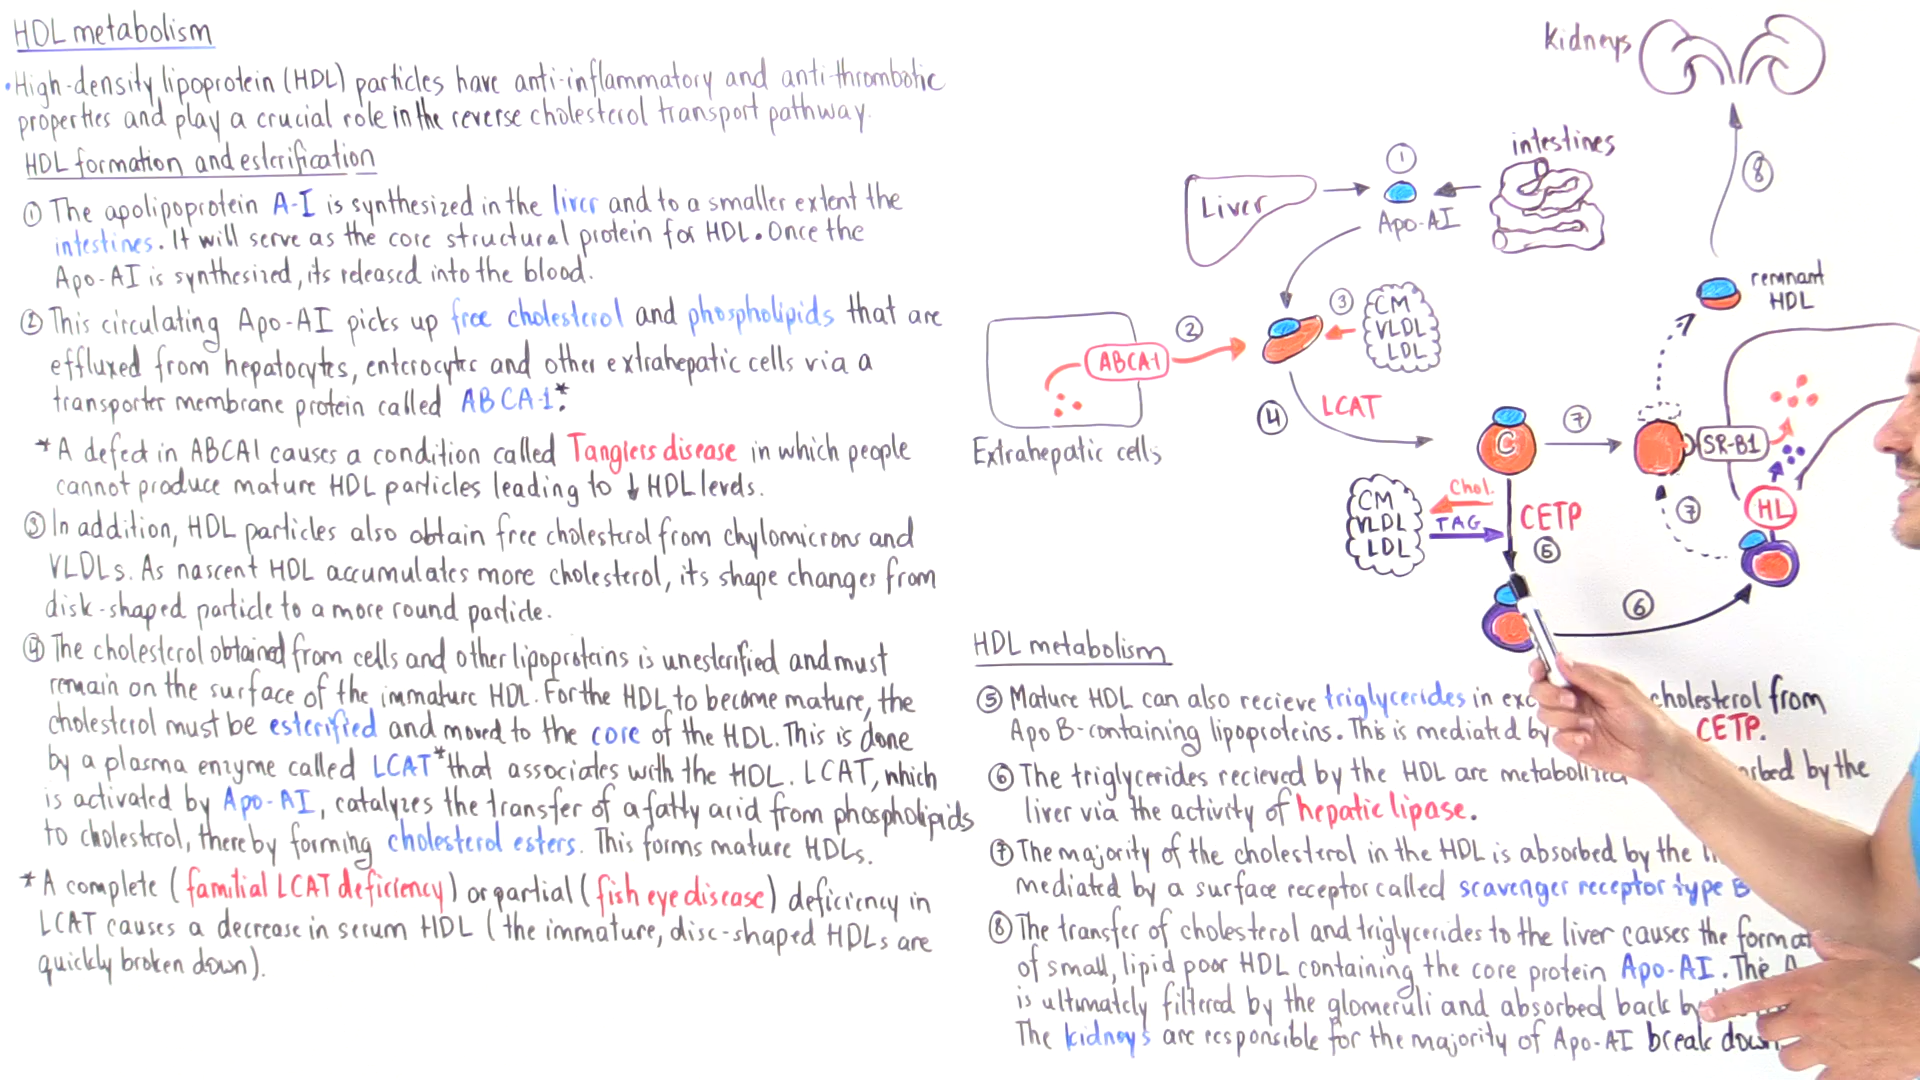 HDL metabolism
• High-density lipoprotein (HDL) particles have anti-inflammatory and anti-thrombotic
properties and play a crucial role in the reverse cholesterol transport pathway.
HDL formation and esterification
① The apolipoprotein A-I is synthesized in the liver and to a smaller extent the
intestines. It will serve as the core structural protein for HDL. Once the
Apo-AI is synthesized, its released into the blood.
② This circulating Apo-AI picks up free cholesterol and phospholipids that are
effluxed from hepatocytes, enterocytes and other extrahepatic cells via a
transporter membrane protein called ABCA-1.*
* A defect in ABCA1 causes a condition called Tangiers disease in which people
cannot produce mature HDL particles leading to ↓ HDL levels.
③ In addition, HDL particles also obtain free cholesterol from chylomicrons and
VLDLs. As nascent HDL accumulates more cholesterol, its shape changes from
disk-shaped particle to a more round particle.
④ The cholesterol obtained from cells and other lipoproteins is unesterified and must
remain on the surface of the immature HDL. For the HDL to become mature, the
cholesterol must be esterified and moved to the core of the HDL. This is done
by a plasma enzyme called LCAT* that associates with the HDL. LCAT, which
is activated by Apo-AI, catalyzes the transfer of a fatty acid from phospholipids
to cholesterol, thereby forming cholesterol esters. This forms mature HDLs.
* A complete (familial LCAT deficiency) or partial (fish eye disease) deficiency in
LCAT causes a decrease in serum HDL (the immature, disc-shaped HDLs are
quickly broken down).
Kidneys
intestines
①
Liver
Apo-AI
⑧
remnant
HDL
③
CM
VLDL
LDL
②
ABCA-1
Extrahepatic cells
④
LCAT
C
⑦
SR-B1
CM
VLDL
LDL
Chol.
TAG
CETP
⑤
⑦
HL
⑥
HDL metabolism
⑤ Mature HDL can also recieve triglycerides in cholesterol from
Apo B-containing lipoproteins. This is mediated by CETP.
⑥ The triglycerides recieved by the HDL are by the
liver via the activity of hepatic lipase.
⑦ The majority of the cholesterol in the HDL is absorbed by the
mediated by a surface receptor called scavenger receptor type
⑧ The transfer of cholesterol and triglycerides to the liver causes the
of small, lipid poor HDL containing the core protein Apo-AI. The
is ultimately filtered by the glomeruli and absorbed back
The kidneys are responsible for the majority of Apo-AI break down